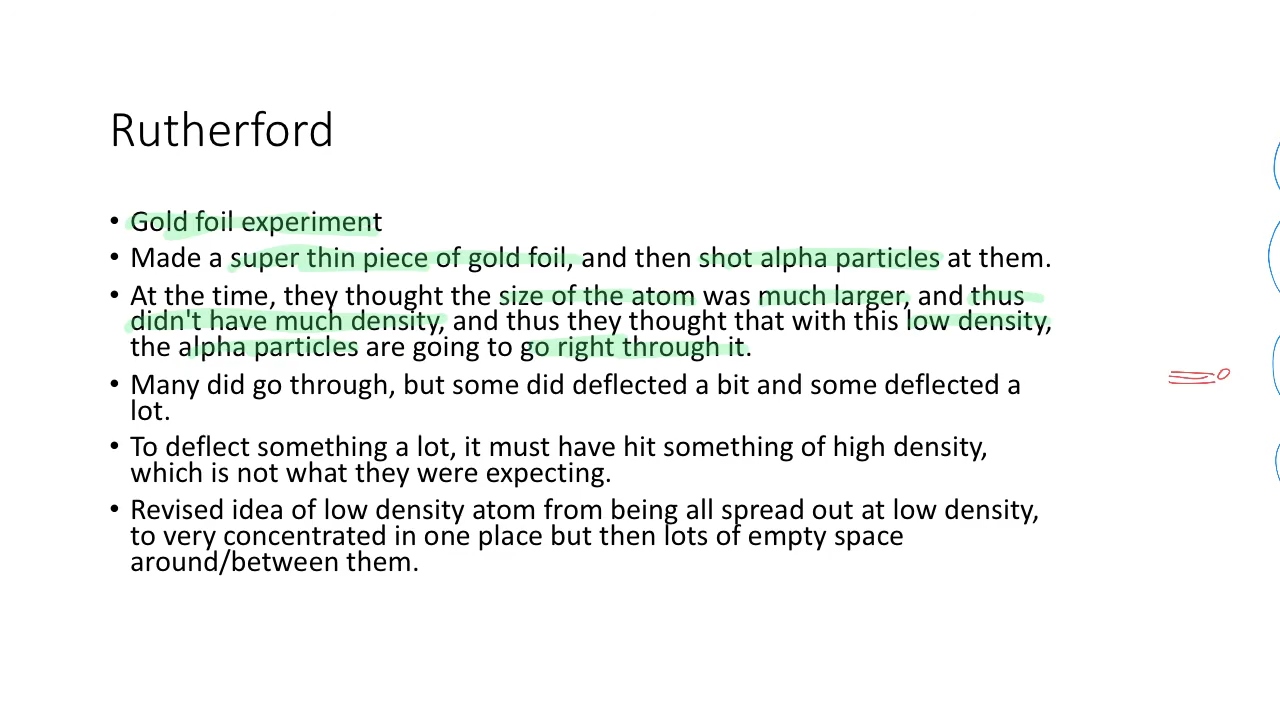 Rutherford
• Gold foil experiment
• Made a super thin piece of gold foil, and then shot alpha particles at them.
• At the time, they thought the size of the atom was much larger, and thus
didn't have much density, and thus they thought that with this low density,
the alpha particles are going to go right through it.
• Many did go through, but some did deflected a bit and some deflected a
lot.
• To deflect something a lot, it must have hit something of high density,
which is not what they were expecting.
• Revised idea of low density atom from being all spread out at low density,
to very concentrated in one place but then lots of empty space
around/between them.